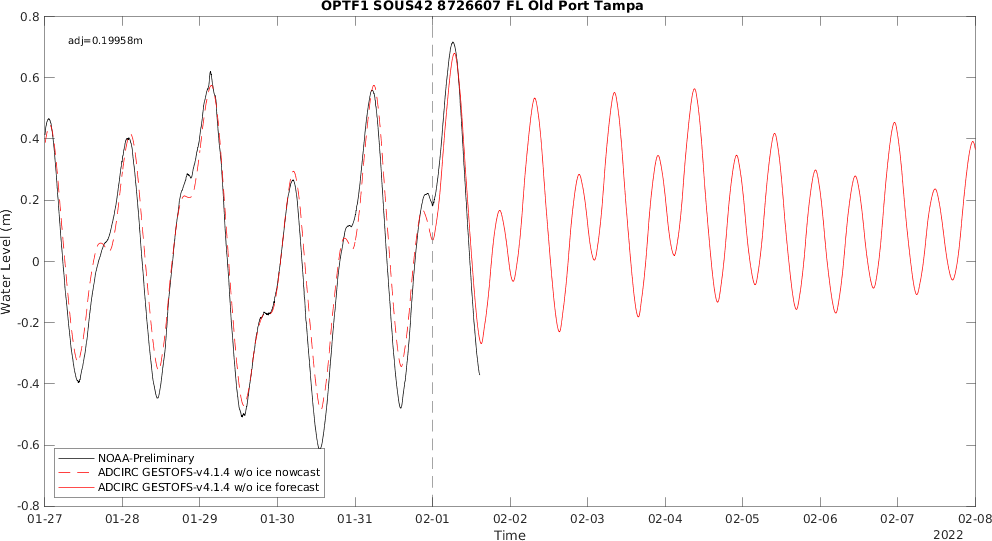 OPTF1 SOUS42 8726607 FL Old Port Tampa
adj=0.19958m
Water Level (m)
0.8
0.6
0.4
0.2
0
-0.2
-0.4
-0.6
-0.8
NOAA-Preliminary
ADCIRC GESTOFS-v4.1.4 w/o ice nowcast
ADCIRC GESTOFS-v4.1.4 w/o ice forecast
01-27 01-28 01-29 01-30 01-31 02-01 02-02 02-03 02-04 02-05 02-06 02-07 02-08
Time
2022